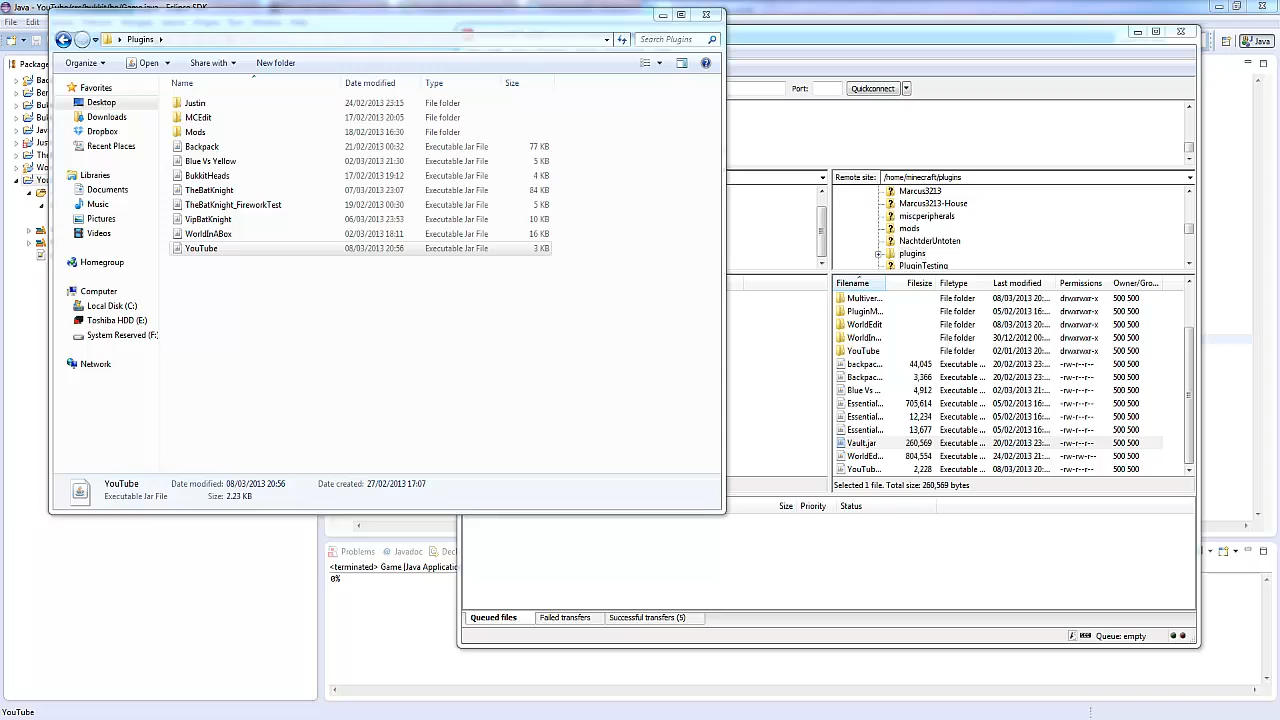 Java - YouTube/src/bukkit/bg/Game.java - Eclipse SDK
File Edit
Plugins
Search Plugins
Organize Open Share with New folder
Name Date modified Type Size
Favorites
Desktop
Downloads
Dropbox
Recent Places
Libraries
Documents
Music
Pictures
Videos
Homegroup
Computer
Local Disk (C:)
Toshiba HDD (E:)
System Reserved (F:
Network
Justin 24/02/2013 23:15 File folder
MCEdit 17/02/2013 20:05 File folder
Mods 18/02/2013 16:30 File folder
Backpack 21/02/2013 00:32 Executable Jar File 77 KB
Blue Vs Yellow 02/03/2013 21:30 Executable Jar File 5 KB
BukkitHeads 17/02/2013 19:12 Executable Jar File 4 KB
TheBatKnight 07/03/2013 23:07 Executable Jar File 84 KB
TheBatKnight_FireworkTest 19/02/2013 00:30 Executable Jar File 5 KB
VipBatKnight 06/03/2013 23:53 Executable Jar File 10 KB
WorldInABox 02/03/2013 18:11 Executable Jar File 16 KB
YouTube 08/03/2013 20:56 Executable Jar File 3 KB
YouTube Date modified: 08/03/2013 20:56 Date created: 27/02/2013 17:07
Executable Jar File Size: 2.23 KB
Java
Port: Quickconnect
Remote site: /home/minecraft/plugins
Marcus3213
Marcus3213-House
miscperipherals
mods
NachterDerUntoten
plugins
PluginTesting
Filename Filesize Filetype Last modified Permissions Owner/Gro...
Multiver... File folder 08/03/2013 20:... drwxrwxr-x 500 500
PluginM... File folder 05/02/2013 16:... drwxrwxr-x 500 500
WorldEdit File folder 08/03/2013 20:... drwxrwxr-x 500 500
WorldIn... File folder 30/12/2012 00:... drwxrwxr-x 500 500
YouTube File folder 02/01/2013 20:... drwxrwxr-x 500 500
backpac... 44,045 Executable ... 20/02/2013 23:... -rw-r--r-- 500 500
Backpac... 3,366 Executable ... 20/02/2013 23:... -rw-r--r-- 500 500
Blue Vs ... 4,912 Executable ... 02/03/2013 21:... -rw-r--r-- 500 500
Essential... 705,614 Executable ... 05/02/2013 16:... -rw-r--r-- 500 500
Essential... 12,234 Executable ... 05/02/2013 16:... -rw-r--r-- 500 500
Essential... 13,677 Executable ... 05/02/2013 16:... -rw-r--r-- 500 500
Vault.jar 260,569 Executable ... 20/02/2013 23:... -rw-r--r-- 500 500
WorldEd... 804,554 Executable ... 24/02/2013 21:... -rw-rw-r-- 500 500
YouTub... 2,228 Executable ... 08/03/2013 20:... -rw-r--r-- 500 500
Selected 1 file. Total size: 260,569 bytes
Size Priority Status
Queued files Failed transfers Successful transfers (5)
Queue: empty
Problems Javadoc Decl
<terminated> Game [Java Applicatio
0%
YouTube